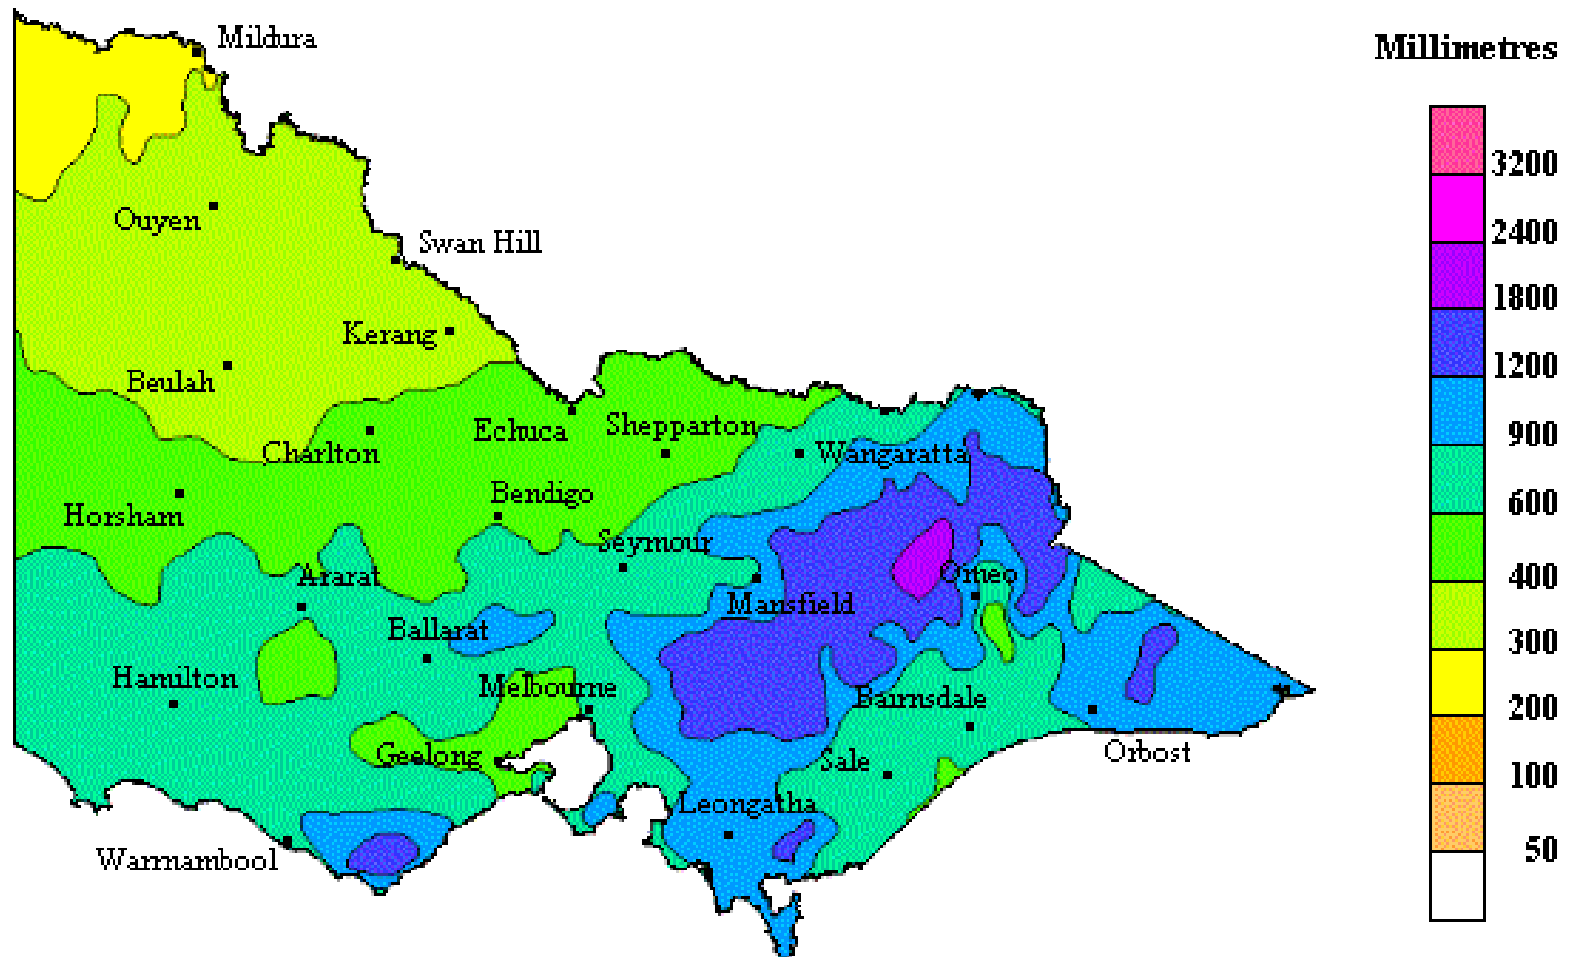 Mildura
Millimetres
3200
Ouyen
2400
Swan Hill
1800
Kerang
1200
Beulah
900
Echuca
Shepparton
Charlton
Wangaratta
Bendigo
600
Horsham
Seymour
Ararat
Omeo
400
Mansfield
Ballarat
300
Hamilton
Melbourne
Bairnsdale
200
Geelong
Sale
Orbost
100
Leongatha
Warrnambool
50